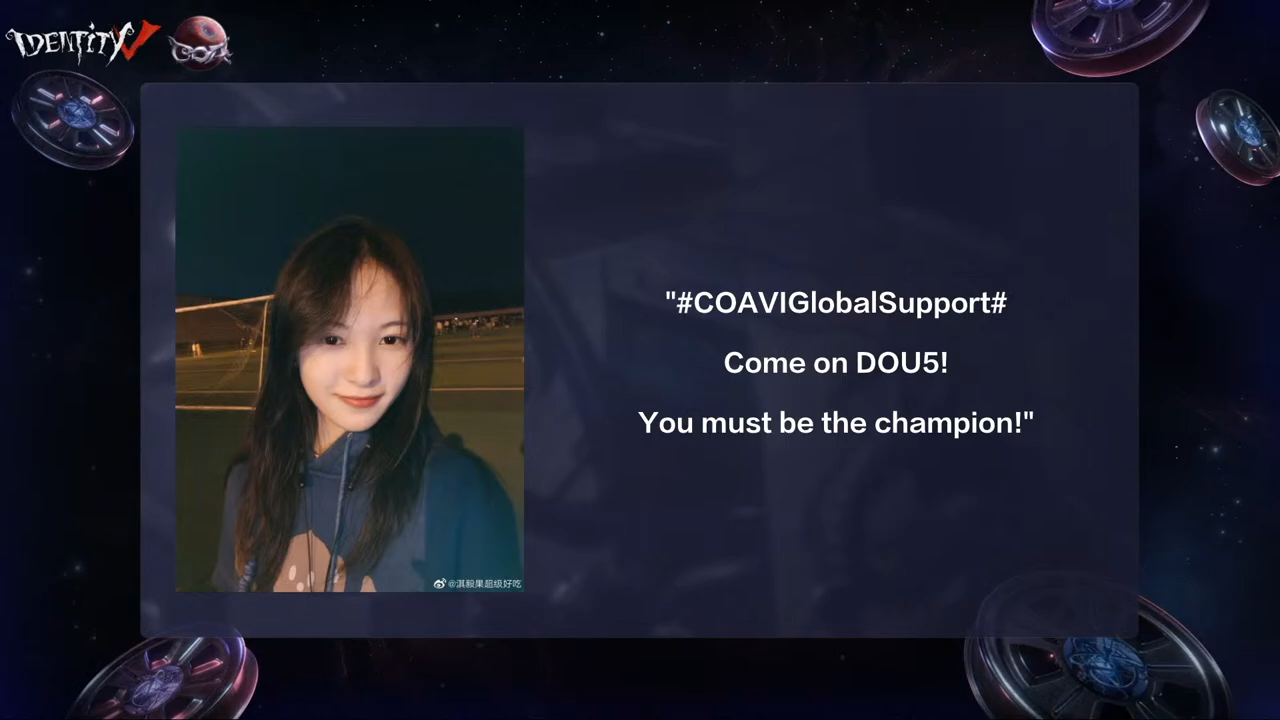 IDENTITY V
COA
"#COAVIGlobalSupport#
Come on DOU5!
You must be the champion!"
@淇毅果超级好吃